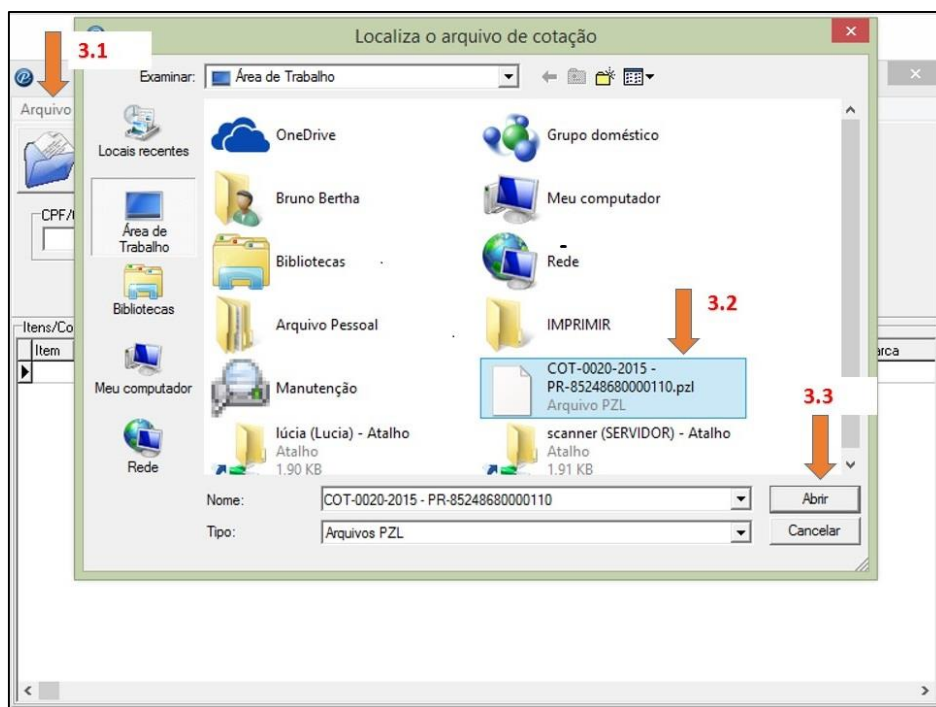 3.1
Localiza o arquivo de cotação
Examinar:
Área de Trabalho
Arquivo
Locais recentes
Área de
Trabalho
Bibliotecas
Meu computador
Rede
OneDrive
Grupo doméstico
Bruno Bertha
Meu computador
Bibliotecas
Rede
Arquivo Pessoal
IMPRIMIR
3.2
Manutenção
COT-0020-2015 -
PR-85248680000110.pzl
Arquivo PZL
lúcia (Lucia) - Atalho
Atalho
1.90 KB
scanner (SERVIDOR) - Atalho
Atalho
1.91 KB
3.3
CPF/
Itens/Co
Item
arca
Nome:
COT-0020-2015 - PR-85248680000110
Abrir
Tipo:
Arquivos PZL
Cancelar